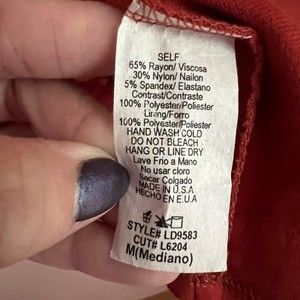 SELF
65% Rayon/ Viscosa
30% Nylon/ Nailon
5% Spandex/ Elastano
Contrast/Contraste
100% Polyester/Poliester
Lining/Forro
100% Polyester/Poliester
HAND WASH COLD
DO NOT BLEACH
HANG OR LINE DRY
Lave Frio a Mano
No usar cloro
Secar Colgado
MADE IN U.S.A
HECHO EN E.U.A
STYLE# LD9583
CUT# L6204
M(Mediano)